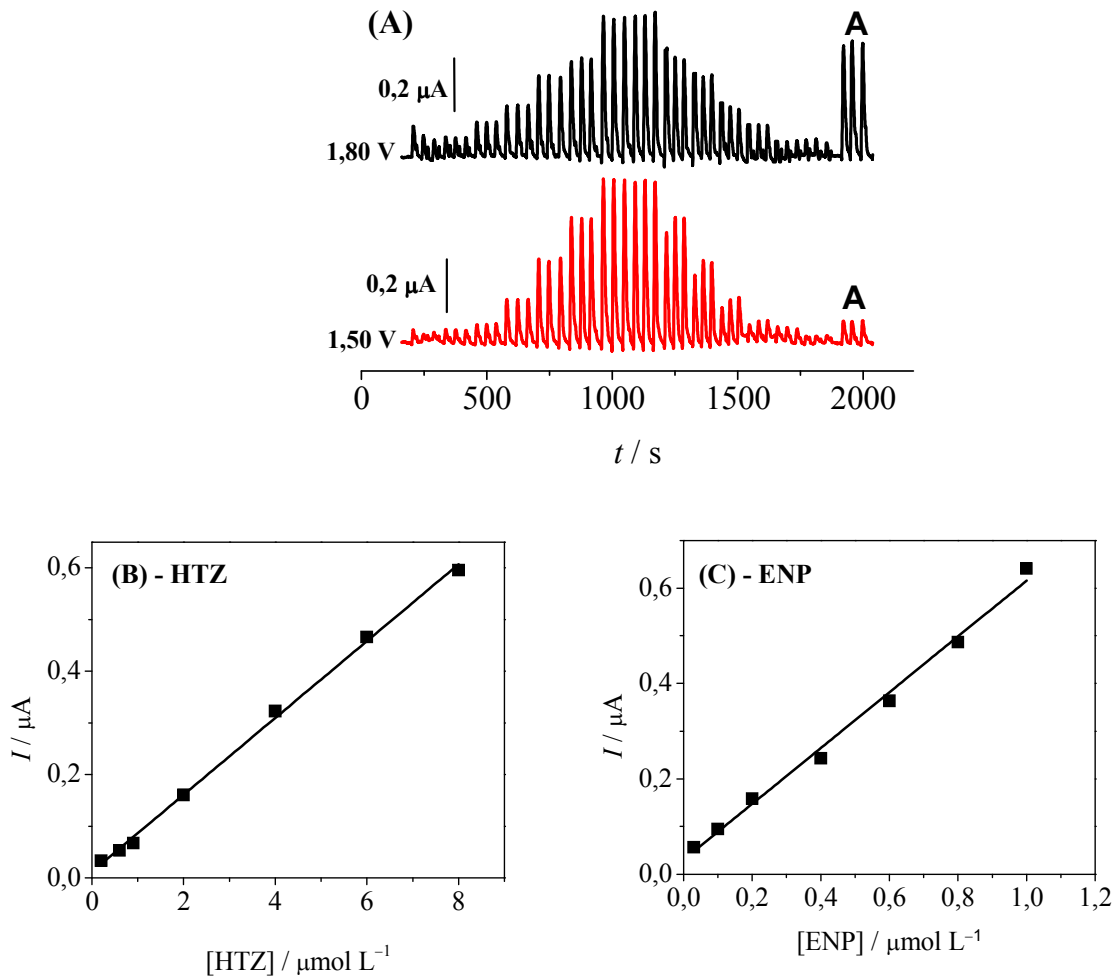 (A)
A
0,2 μA
1,80 V
0,2 μA
A
1,50 V
0 500 1000 1500 2000
t / s
(B) - HTZ
0,6
0,4
0,2
0,0
I / μA
0 2 4 6 8
[HTZ] / μmol L⁻¹
(C) - ENP
0,6
0,4
0,2
0,0
I / μA
0,0 0,2 0,4 0,6 0,8 1,0 1,2
[ENP] / μmol L⁻¹